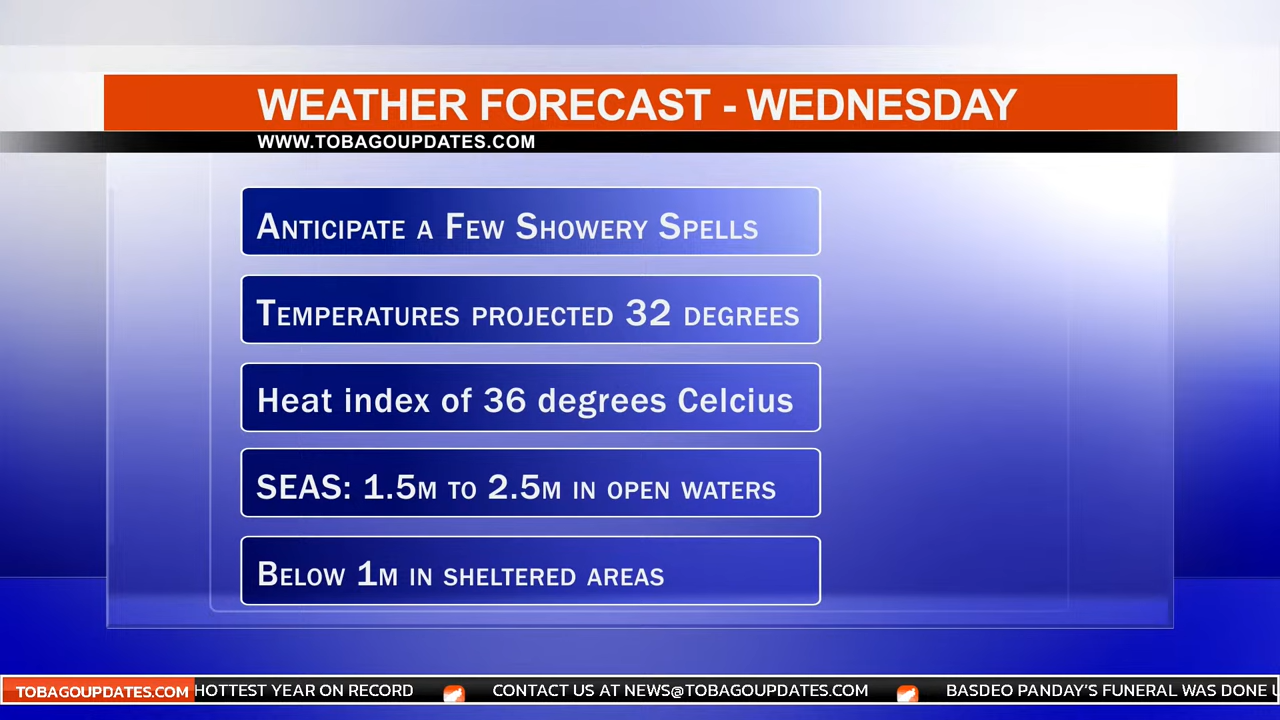 WEATHER FORECAST - WEDNESDAY
WWW.TOBAGOUPDATES.COM
ANTICIPATE A FEW SHOWERY SPELLS
TEMPERATURES PROJECTED 32 DEGREES
Heat index of 36 degrees Celcius
SEAS: 1.5M TO 2.5M IN OPEN WATERS
BELOW 1M IN SHELTERED AREAS
TOBAGOUPDATES.COM HOTTEST YEAR ON RECORD CONTACT US AT NEWS@TOBAGOUPDATES.COM BASDEO PANDAY'S FUNERAL WAS DONE